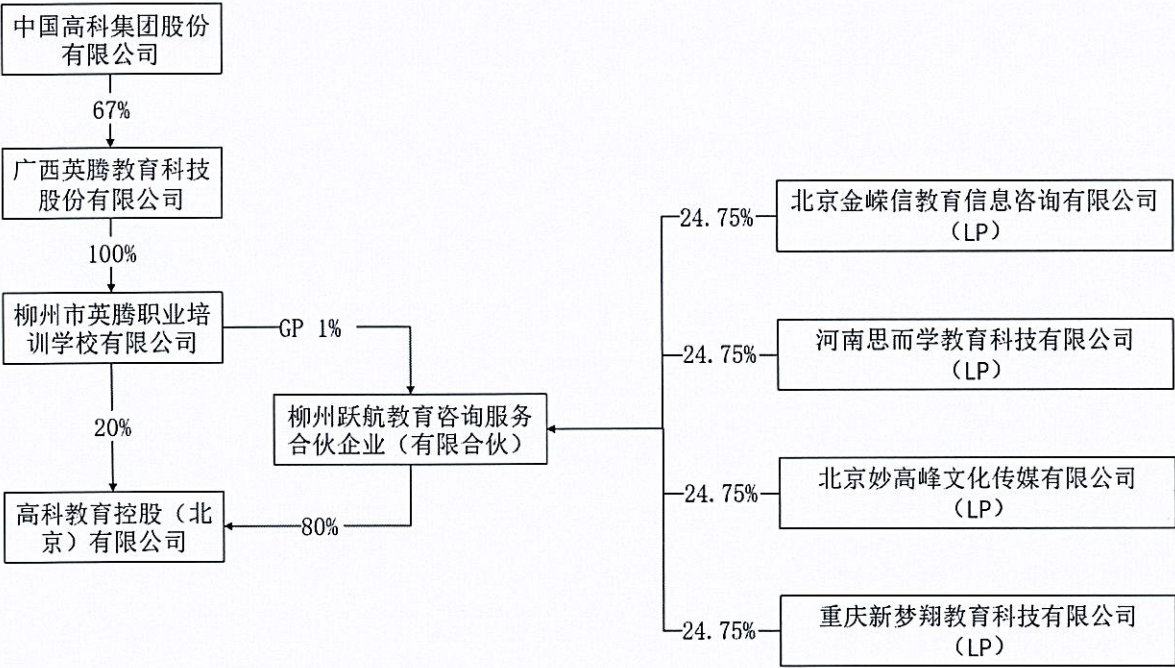 中国高科集团股份
有限公司
67%
广西英腾教育科技
股份有限公司
100%
柳州市英腾职业培
训学校有限公司
GP 1%
20%
柳州跃航教育咨询服务
合伙企业（有限合伙）
高科教育控股（北
京）有限公司
80%
24.75%
北京金嵘信教育信息咨询有限公司
（LP）
24.75%
河南思而学教育科技有限公司
（LP）
24.75%
北京妙高峰文化传媒有限公司
（LP）
24.75%
重庆新梦翔教育科技有限公司
（LP）